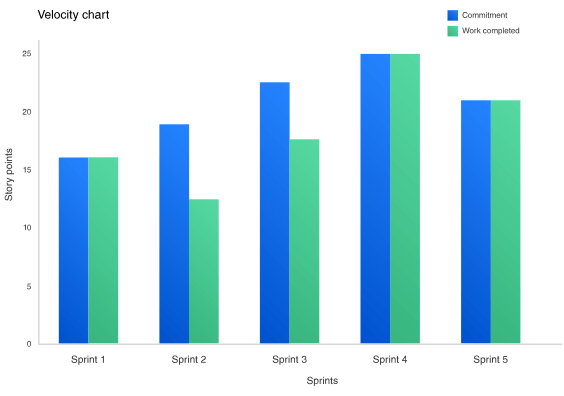 Velocity chart
Commitment
Work completed
25
20
15
10
5
0
Story points
Sprint 1
Sprint 2
Sprint 3
Sprint 4
Sprint 5
Sprints